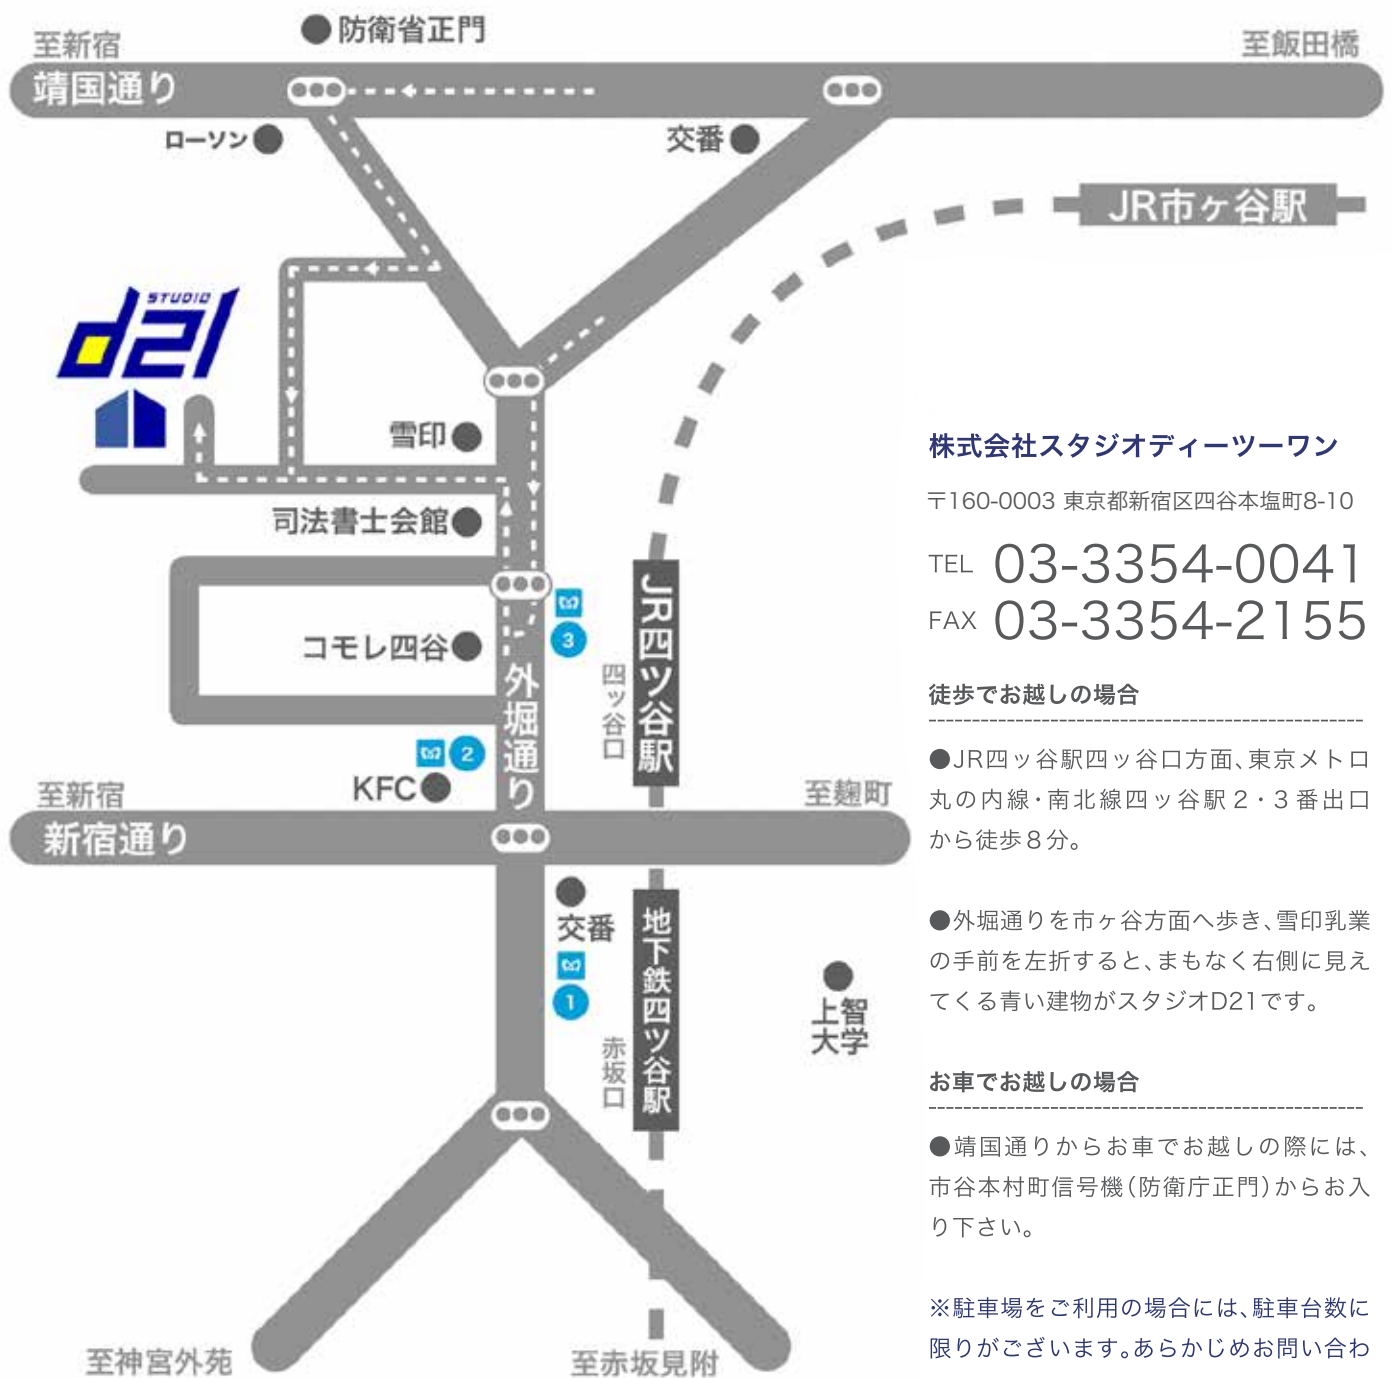 防衛省正門
至新宿
至飯田橋
靖国通り
ローソン
交番
JR市ヶ谷駅
STUDIO
d21
雪印
司法書士会館
コモレ四谷
3
外堀通り
四ッ谷口
JR四ツ谷駅
2
KFC
至新宿
至麹町
新宿通り
交番
1
地下鉄四ツ谷駅
赤坂口
上智
大学
至神宮外苑
至赤坂見附
株式会社スタジオディーツーワン
〒160-0003 東京都新宿区四谷本塩町8-10
TEL 03-3354-0041
FAX 03-3354-2155
徒歩でお越しの場合
●JR四ッ谷駅四ッ谷口方面、東京メトロ
丸の内線・南北線四ッ谷駅2・3番出口
から徒歩8分。
●外堀通りを市ヶ谷方面へ歩き、雪印乳業
の手前を左折すると、まもなく右側に見え
てくる青い建物がスタジオD21です。
お車でお越しの場合
●靖国通りからお車でお越しの際には、
市谷本村町信号機(防衛庁正門)からお入
り下さい。
※駐車場をご利用の場合には、駐車台数に
限りがございます。あらかじめお問い合わ